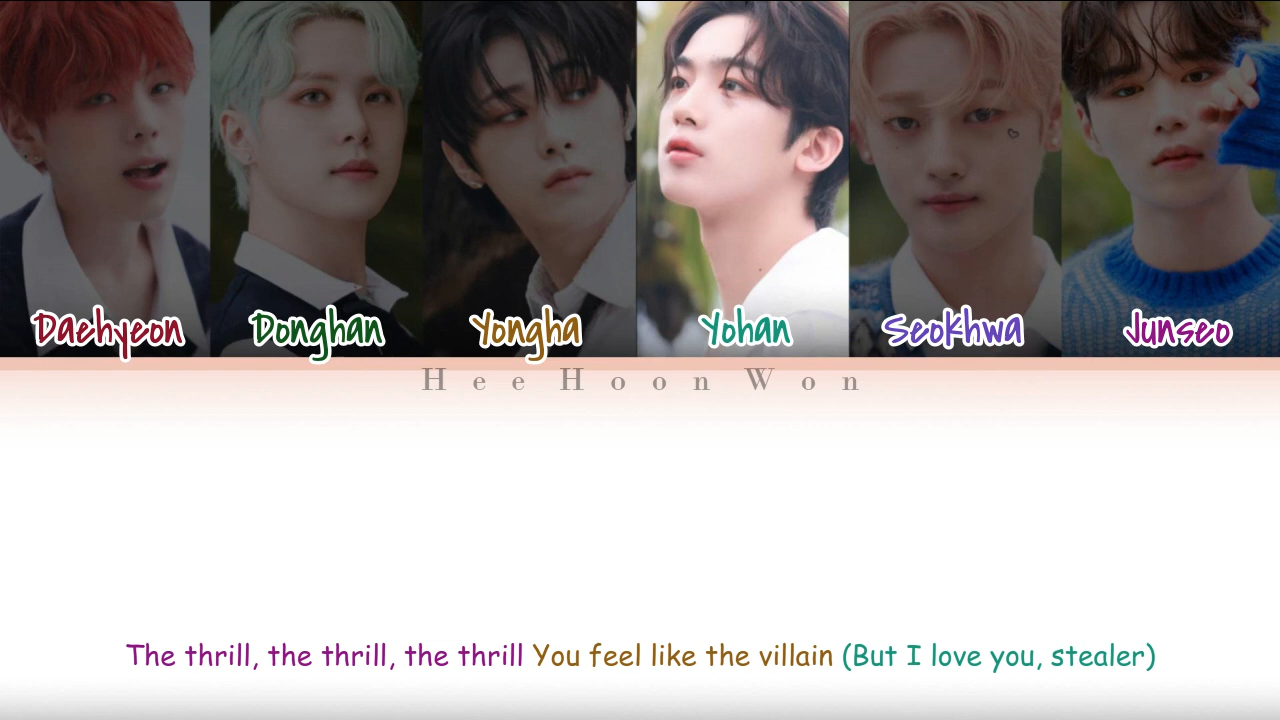 Daehyeon Donghan Yongha Yohan Seokhwa Junseo
HeeHoonWon
The thrill, the thrill, the thrill You feel like the villain (But I love you, stealer)